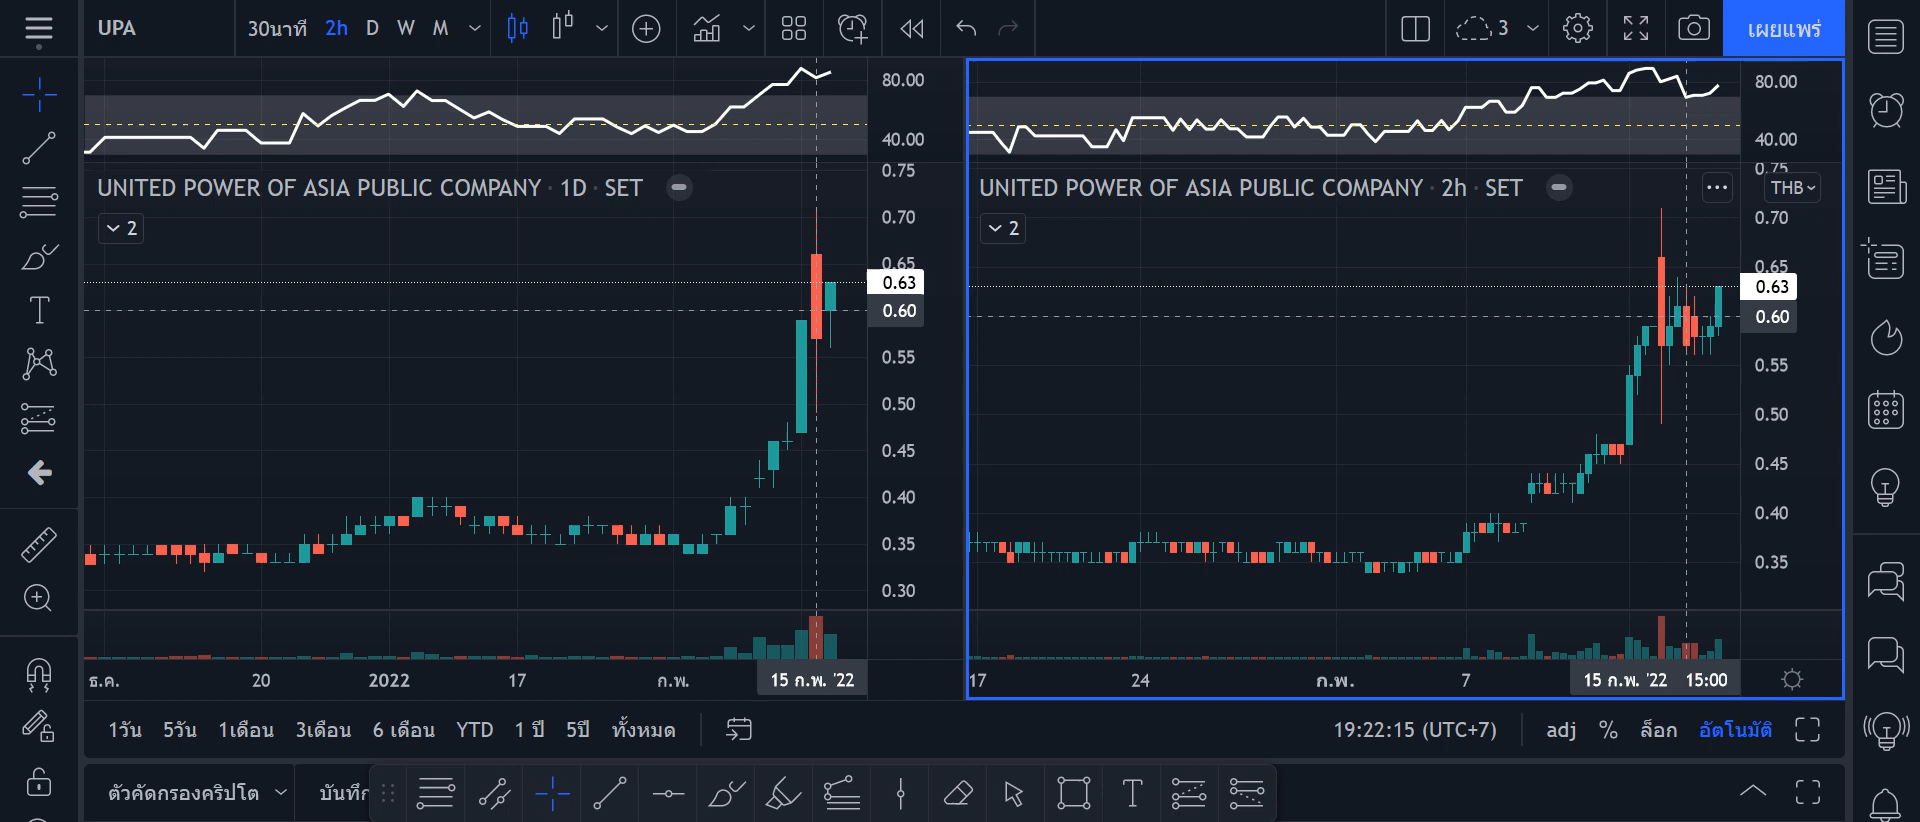 UPA
30นาที 2h D W M
3
เผยแพร่
80.00
40.00
0.75
UNITED POWER OF ASIA PUBLIC COMPANY · 1D · SET
2
0.70
0.65
0.63
0.60
0.55
0.50
0.45
0.40
0.35
0.30
ธ.ค. 20 2022 17 ก.พ. 15 ก.พ. '22
80.00
40.00
0.75
UNITED POWER OF ASIA PUBLIC COMPANY · 2h · SET
THB
2
0.70
0.65
0.63
0.60
0.55
0.50
0.45
0.40
0.35
17 24 ก.พ. 7 15 ก.พ. '22 15:00
1วัน 5วัน 1เดือน 3เดือน 6 เดือน YTD 1 ปี 5ปี ทั้งหมด
19:22:15 (UTC+7) adj % ล็อก อัตโนมัติ
ตัวคัดกรองคริปโต บันทึก